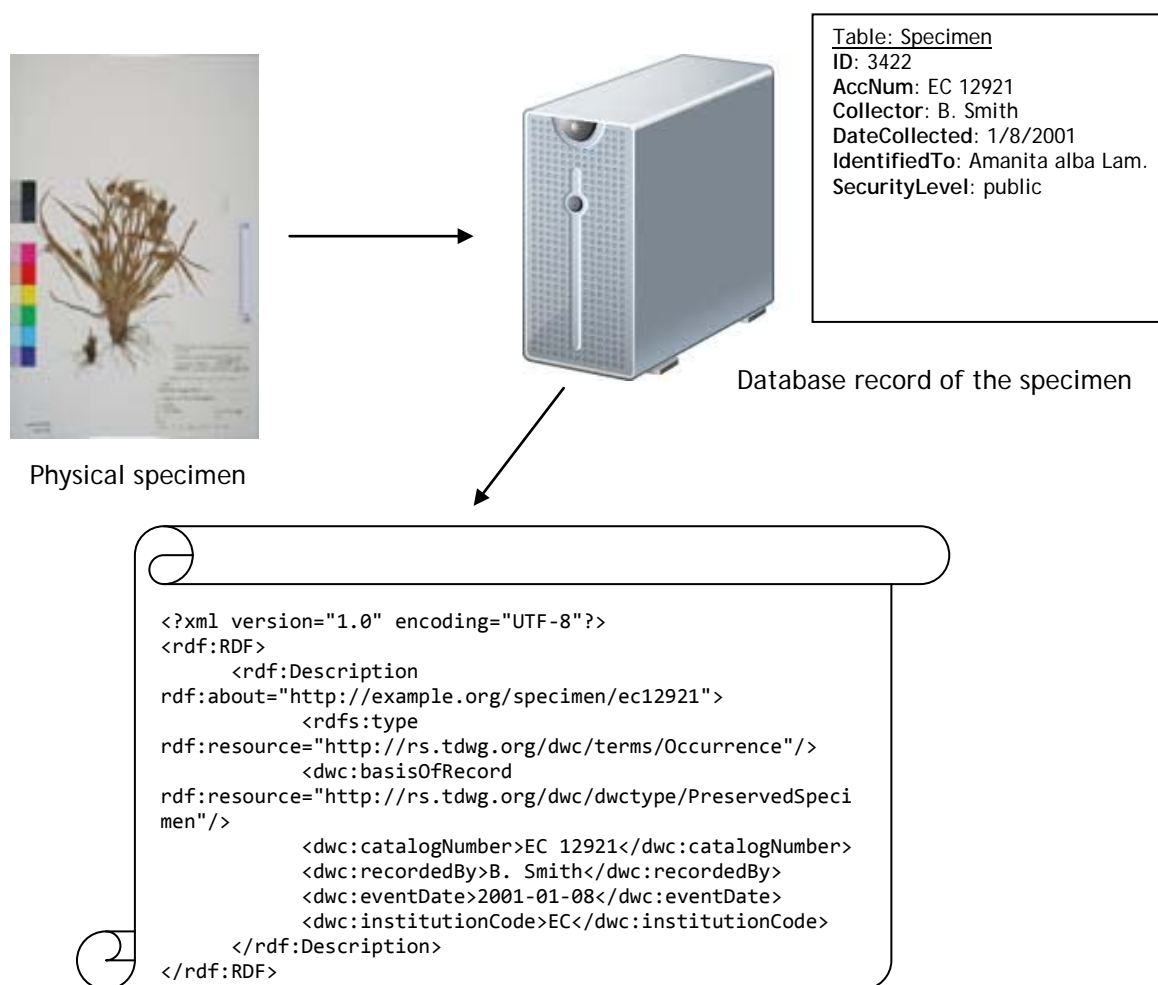 Table: Specimen
ID: 3422
AccNum: EC 12921
Collector: B. Smith
DateCollected: 1/8/2001
IdentifiedTo: Amanita alba Lam.
SecurityLevel: public
Database record of the specimen
Physical specimen
<?xml version="1.0" encoding="UTF-8"?>
<rdf:RDF>
<rdf:Description
rdf:about="http://example.org/specimen/ec12921">
<rdfs:type
rdf:resource="http://rs.tdwg.org/dwc/terms/Occurrence"/>
<dwc:basisOfRecord
rdf:resource="http://rs.tdwg.org/dwc/dwctype/PreservedSpeci
men"/>
<dwc:catalogNumber>EC 12921</dwc:catalogNumber>
<dwc:recordedBy>B. Smith</dwc:recordedBy>
<dwc:eventDate>2001-01-08</dwc:eventDate>
<dwc:institutionCode>EC</dwc:institutionCode>
</rdf:Description>
</rdf:RDF>